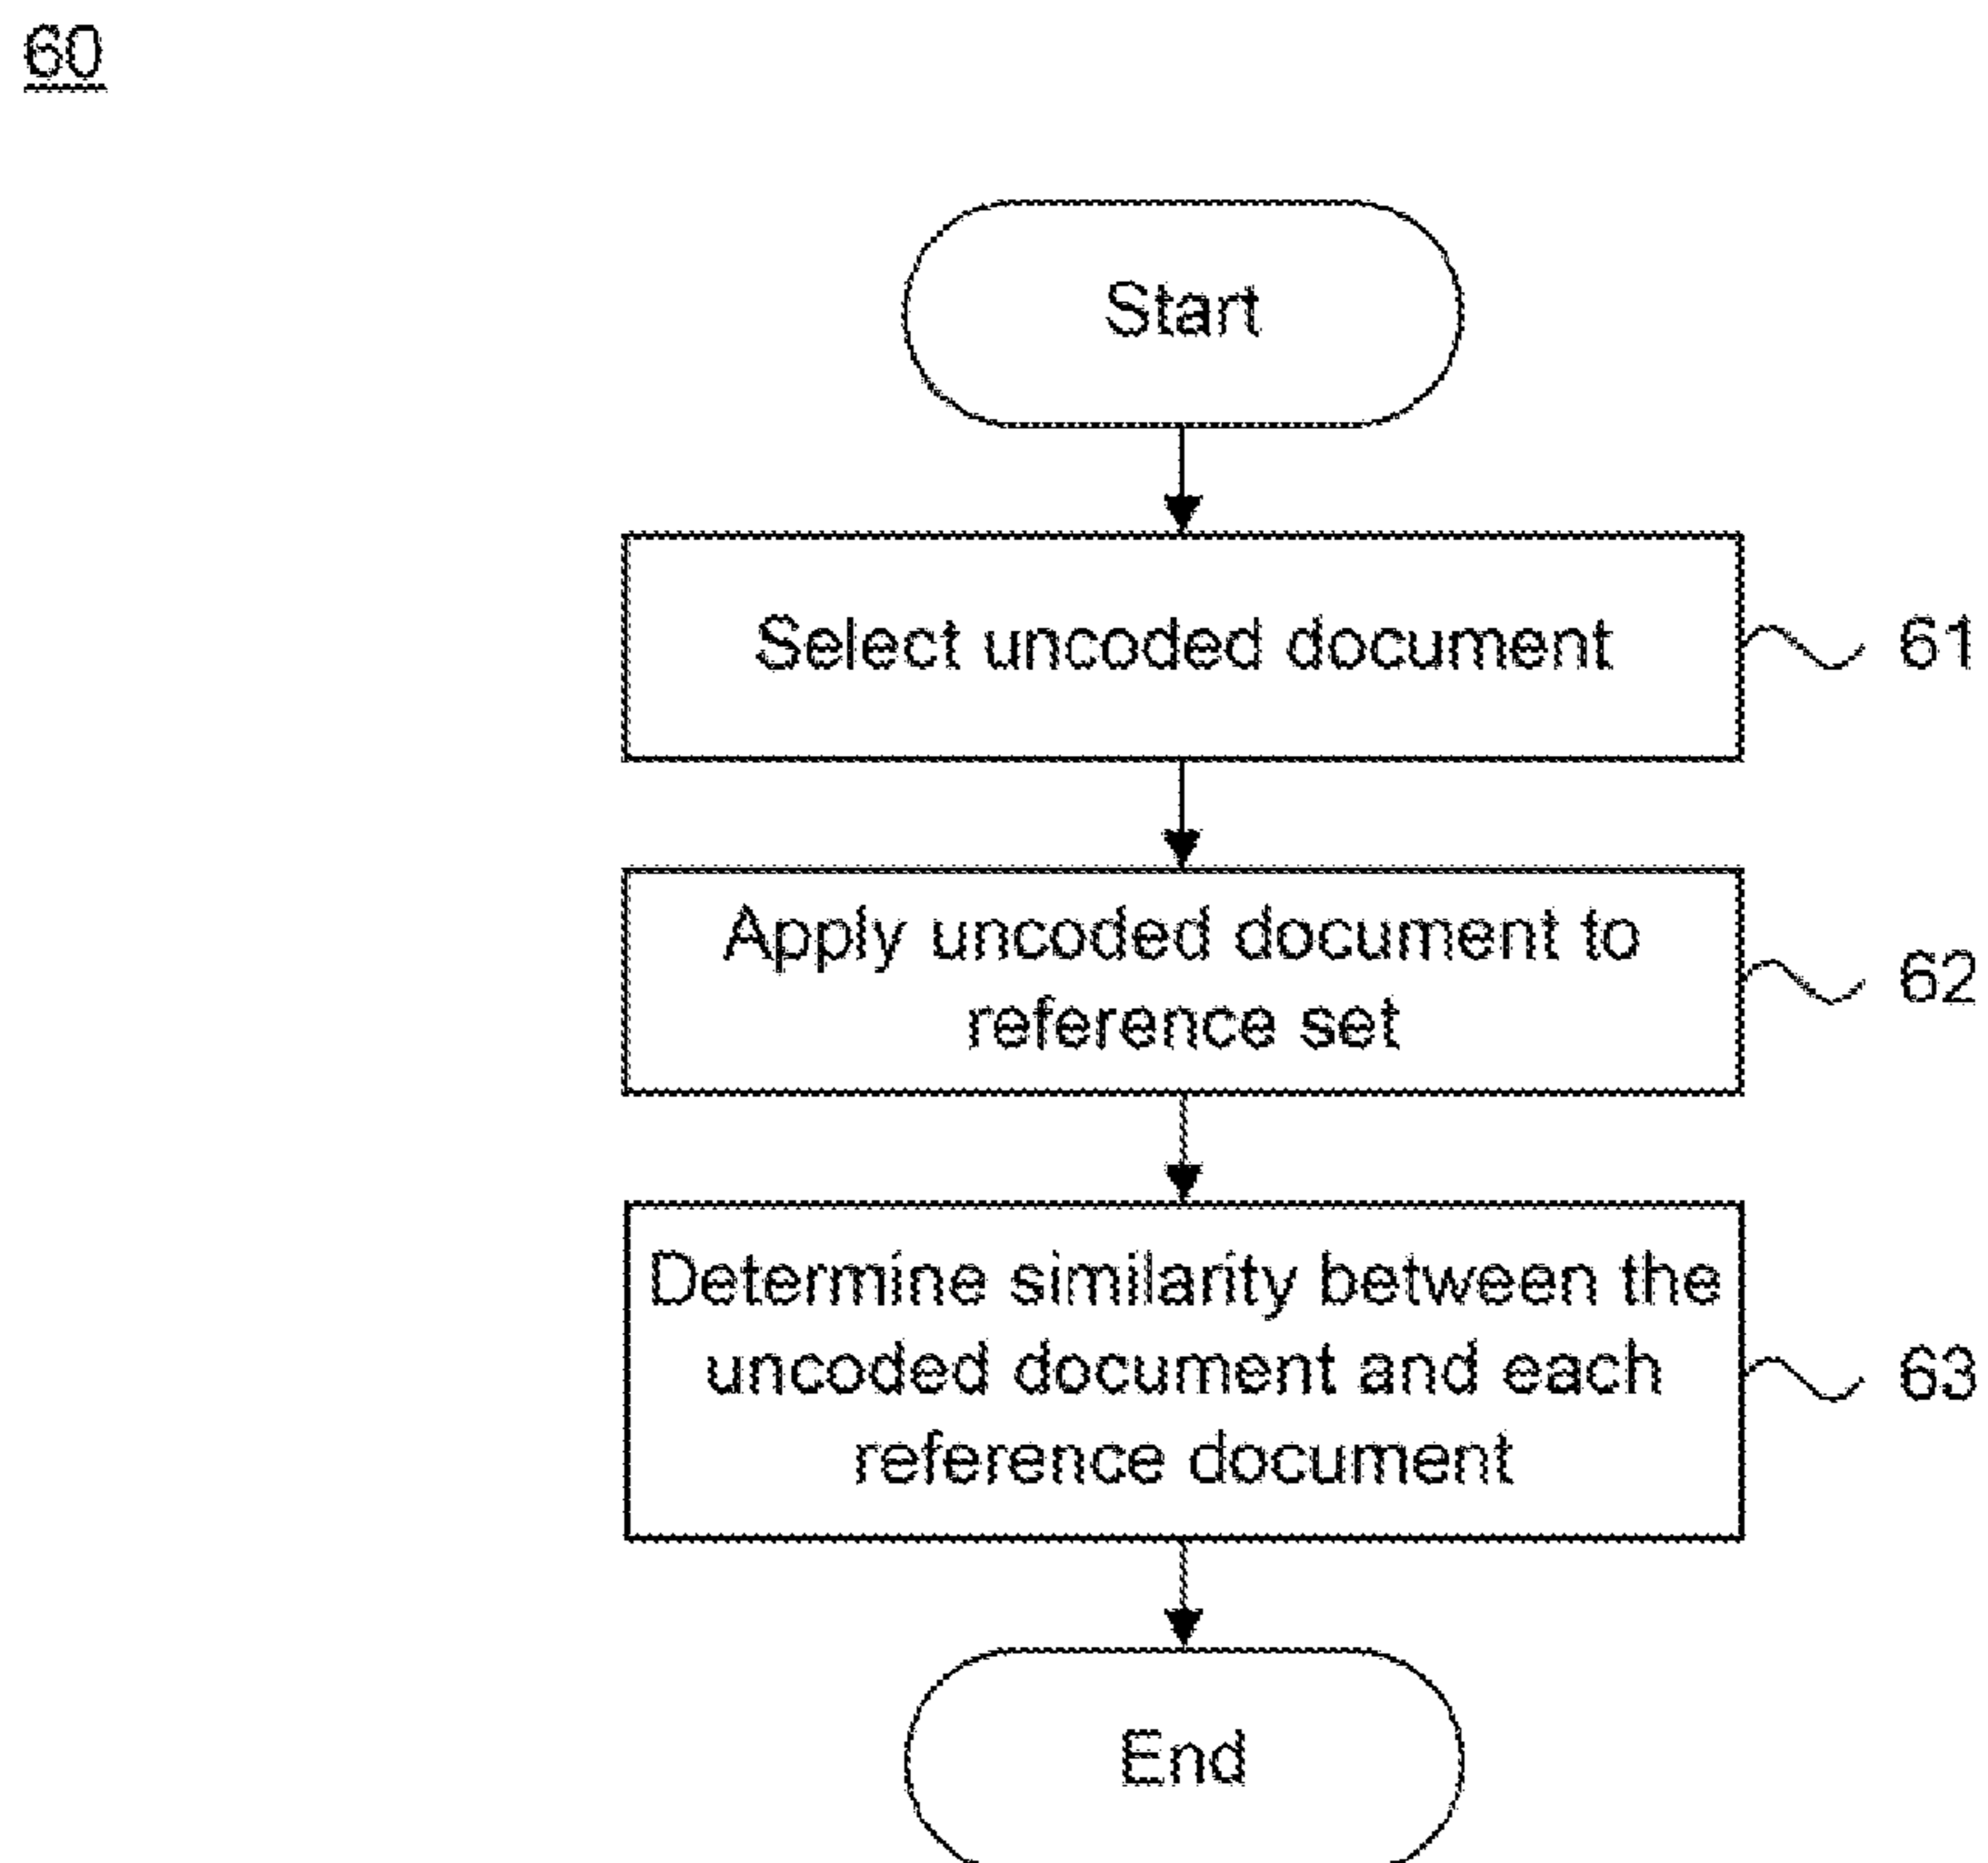 60
Start
Select uncoded document
61
Apply uncoded document to
reference set
62
Determine similarity between the
uncoded document and each
reference document
63
End